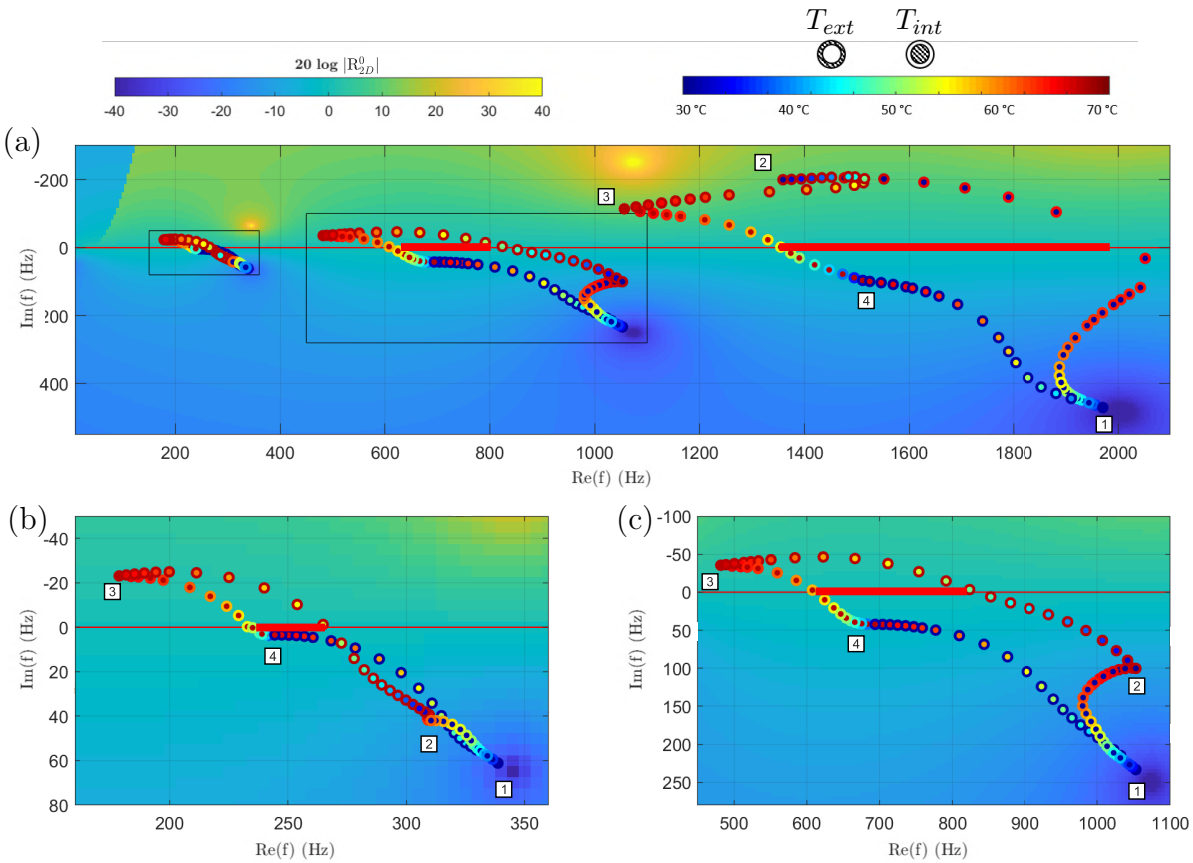 T_ext T_int
20 log |R⁰_2D|
-40 -30 -20 -10 0 10 20 30 40
30℃ 40℃ 50℃ 60℃ 70℃
(a)
-200
0
200
400
Im(f) (Hz)
2
3
4
1
200 400 600 800 1000 1200 1400 1600 1800 2000
Re(f) (Hz)
(b)
-40
-20
0
20
40
60
80
Im(f) (Hz)
3
4
2
1
200 250 300 350
Re(f) (Hz)
(c)
-100
-50
0
50
100
150
200
250
Im(f) (Hz)
3
4
2
1
500 600 700 800 900 1000 1100
Re(f) (Hz)